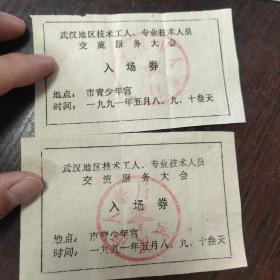 武汉地区技术工人、专业技术人员
交流服务大会
入场券
地点：市青少年宫
时间：一九九一年五月八、九、十叁天
武汉地区技术工人、专业技术人员
交流服务大会
入场券
地点：市青少年宫
时间：一九九一年五月八、九、十叁天